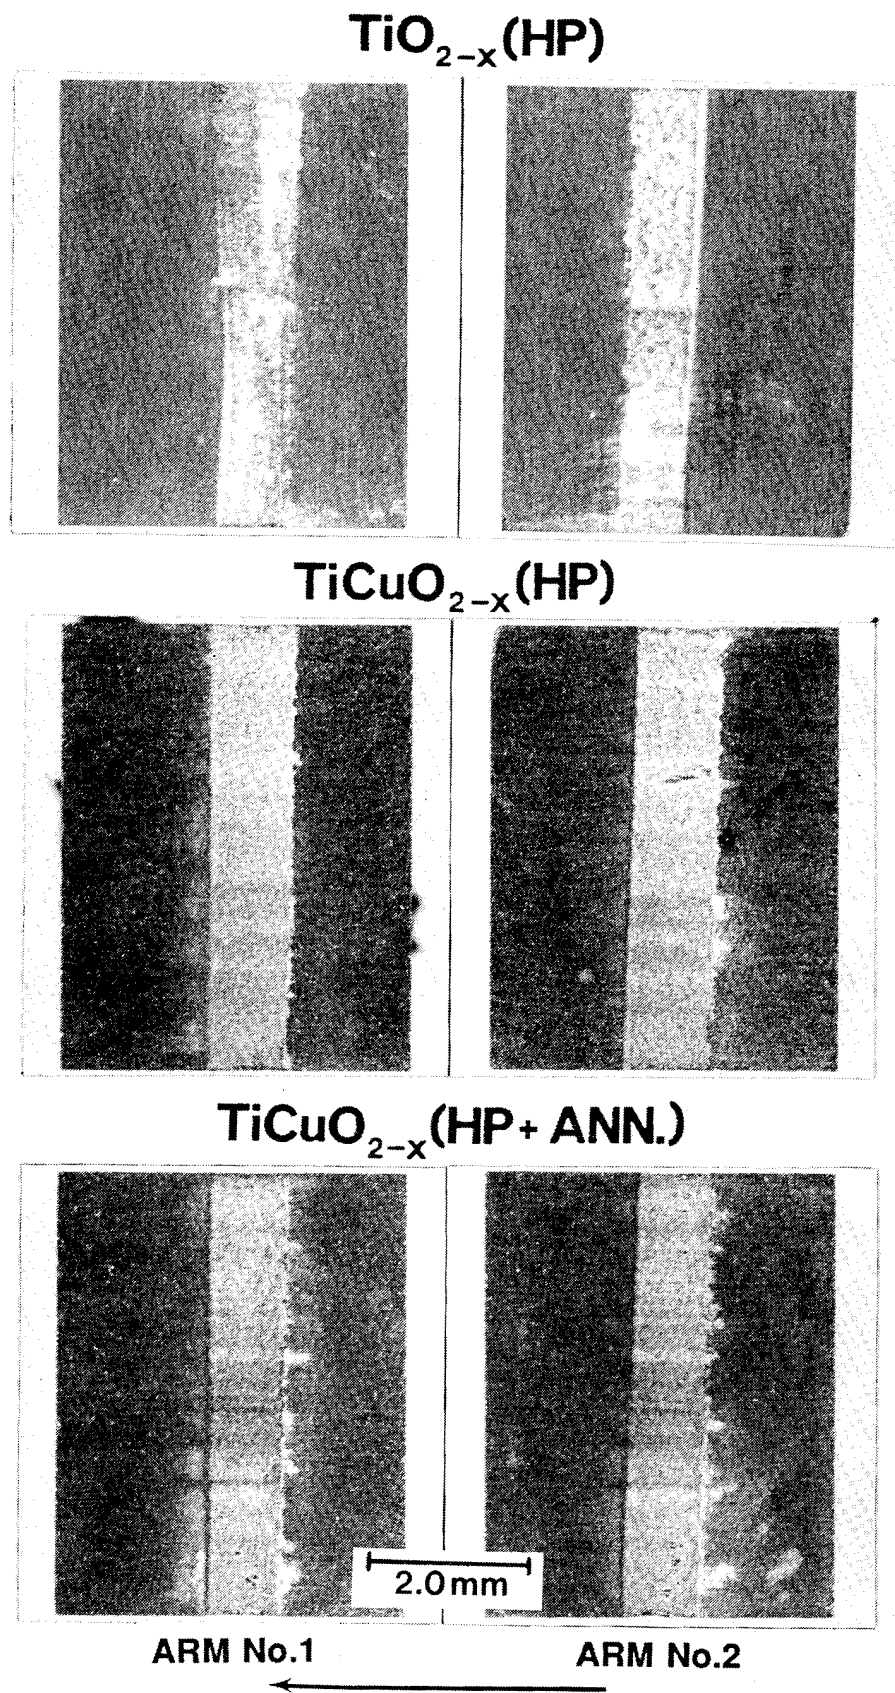 TiO2−x(HP)
TiCuO2−x(HP)
TiCuO2−x(HP+ ANN.)
2.0mm
ARM No.1 ARM No.2